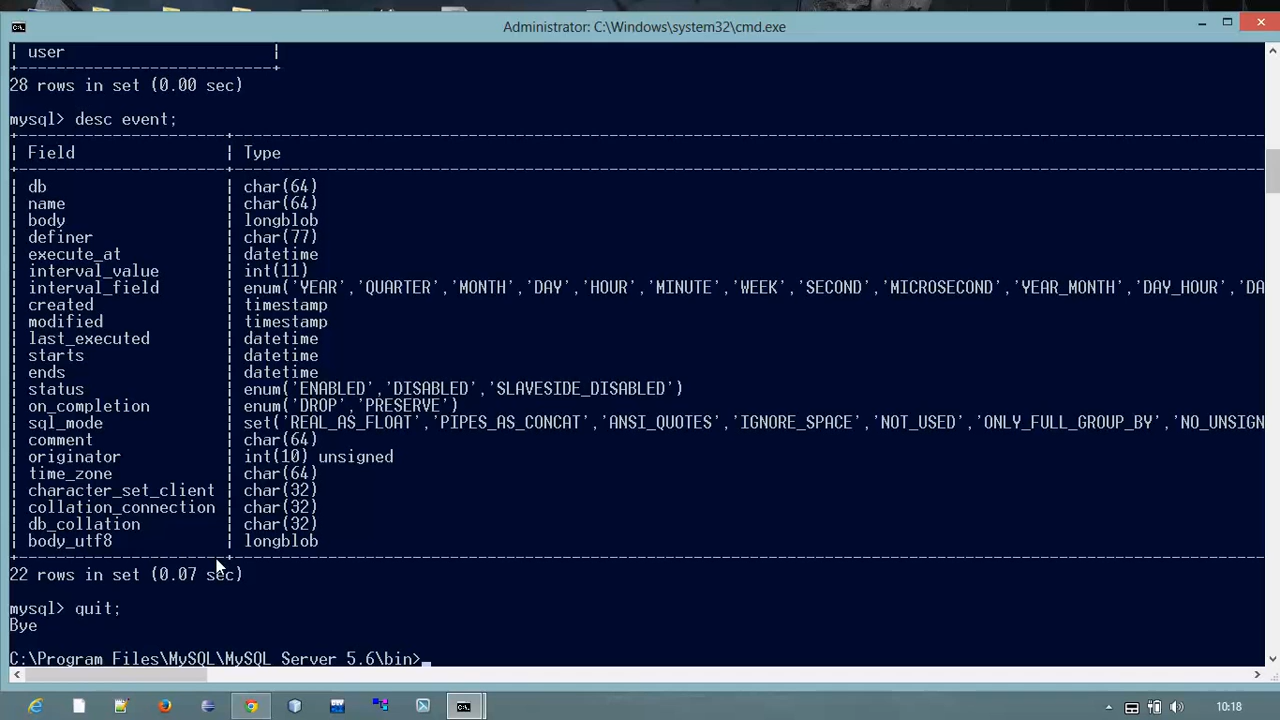 Administrator: C:\Windows\system32\cmd.exe
| user |
+---------------------------+
28 rows in set (0.00 sec)
mysql> desc event;
| Field | Type
| db | char(64)
| name | char(64)
| body | longblob
| definer | char(77)
| execute_at | datetime
| interval_value | int(11)
| interval_field | enum('YEAR','QUARTER','MONTH','DAY','HOUR','MINUTE','WEEK','SECOND','MICROSECOND','YEAR_MONTH','DAY_HOUR','DA
| created | timestamp
| modified | timestamp
| last_executed | datetime
| starts | datetime
| ends | datetime
| status | enum('ENABLED','DISABLED','SLAVESIDE_DISABLED')
| on_completion | enum('DROP','PRESERVE')
| sql_mode | set('REAL_AS_FLOAT','PIPES_AS_CONCAT','ANSI_QUOTES','IGNORE_SPACE','NOT_USED','ONLY_FULL_GROUP_BY','NO_UNSIGN
| comment | char(64)
| originator | int(10) unsigned
| time_zone | char(64)
| character_set_client | char(32)
| collation_connection | char(32)
| db_collation | char(32)
| body_utf8 | longblob
22 rows in set (0.07 sec)
mysql> quit;
Bye
C:\Program Files\MySQL\MySQL Server 5.6\bin>_
10:18